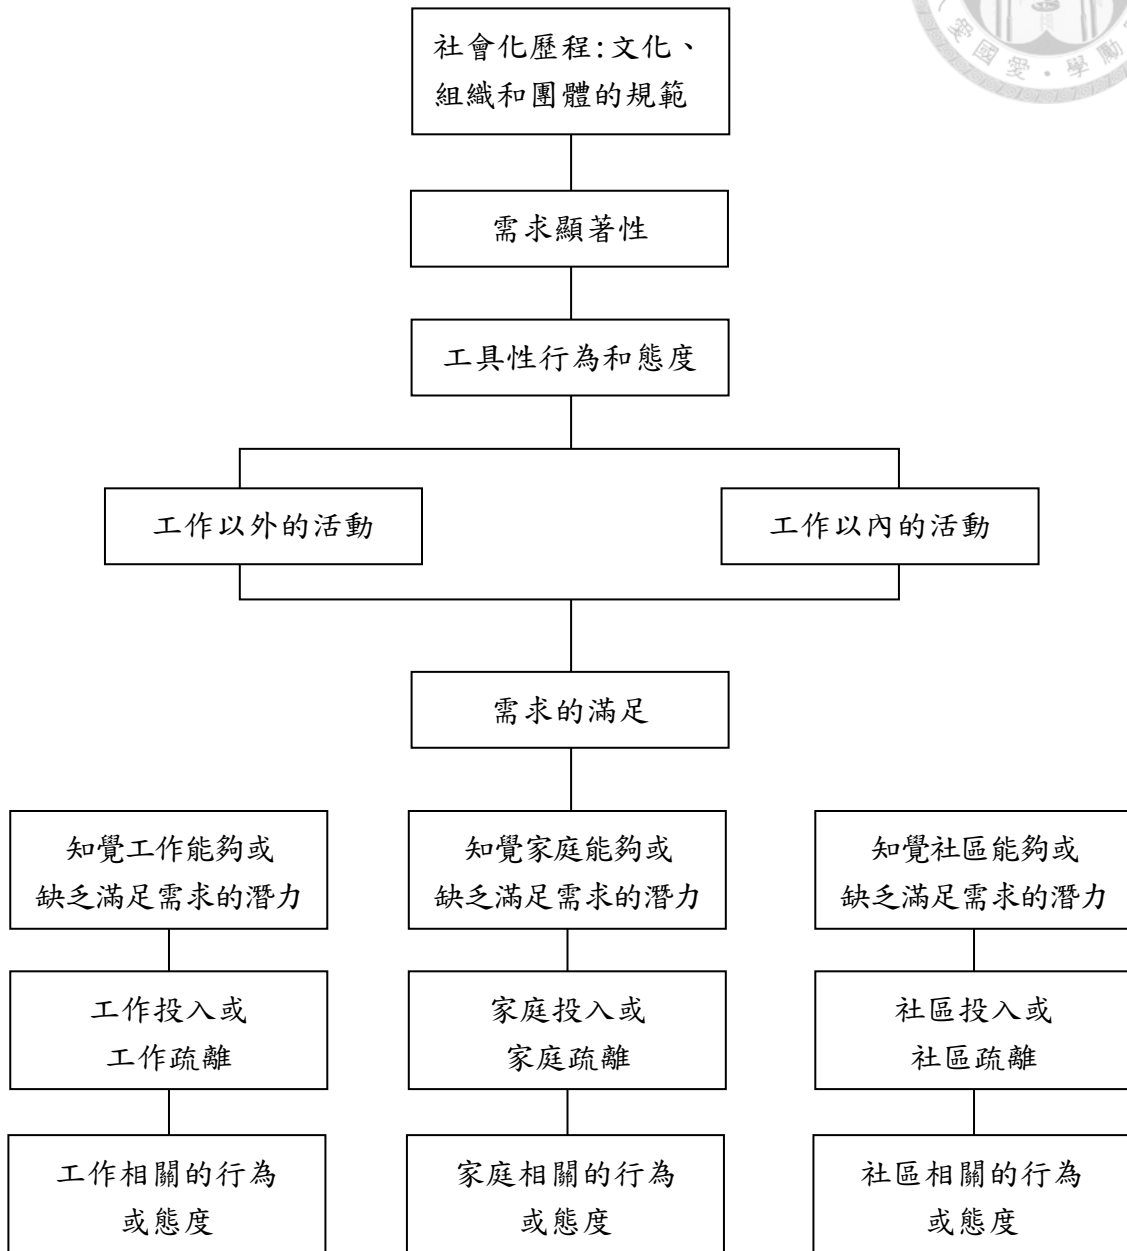 社會化歷程:文化、
組織和團體的規範
需求顯著性
工具性行為和態度
工作以外的活動
工作以內的活動
需求的滿足
知覺工作能夠或
缺乏滿足需求的潛力
知覺家庭能夠或
缺乏滿足需求的潛力
知覺社區能夠或
缺乏滿足需求的潛力
工作投入或
工作疏離
家庭投入或
家庭疏離
社區投入或
社區疏離
工作相關的行為
或態度
家庭相關的行為
或態度
社區相關的行為
或態度
愛國愛・學勵